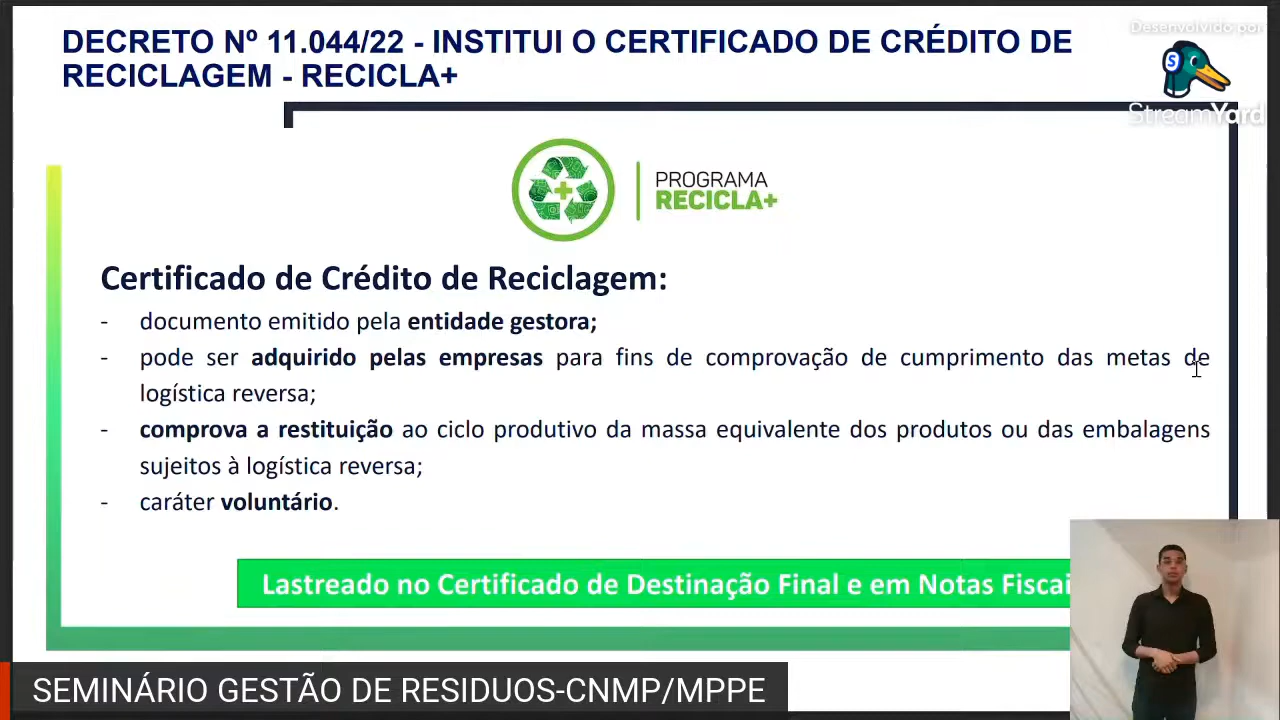 DECRETO Nº 11.044/22 - INSTITUI O CERTIFICADO DE CRÉDITO DE
RECICLAGEM - RECICLA+
Desenvolvido por
S
StreamYard
PROGRAMA
RECICLA+
Certificado de Crédito de Reciclagem:
- documento emitido pela entidade gestora;
- pode ser adquirido pelas empresas para fins de comprovação de cumprimento das metas de
logística reversa;
- comprova a restituição ao ciclo produtivo da massa equivalente dos produtos ou das embalagens
sujeitos à logística reversa;
- caráter voluntário.
Lastreado no Certificado de Destinação Final e em Notas Fiscai
SEMINÁRIO GESTÃO DE RESIDUOS-CNMP/MPPE